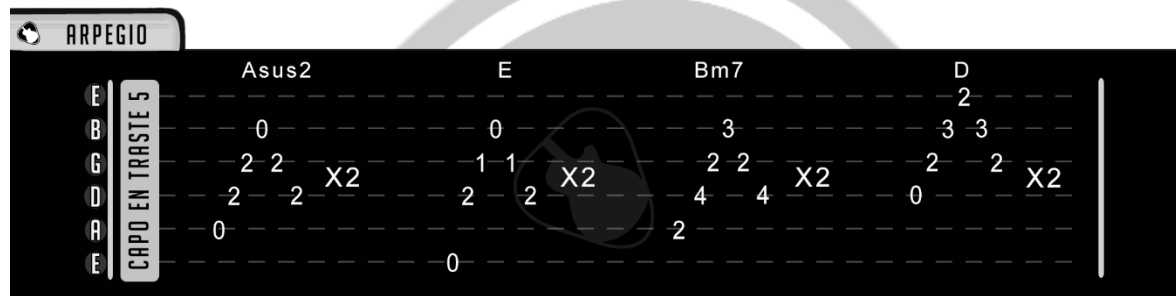 ARPEGIO
Asus2 E Bm7 D
CAPO EN TRASTE 5
E 2
B 0 0 3 3 3
G 2 2 1 1 2 2 2 2
X2 X2 X2 X2
D 2 2 2 2 4 4 0
A 0 2
E 0